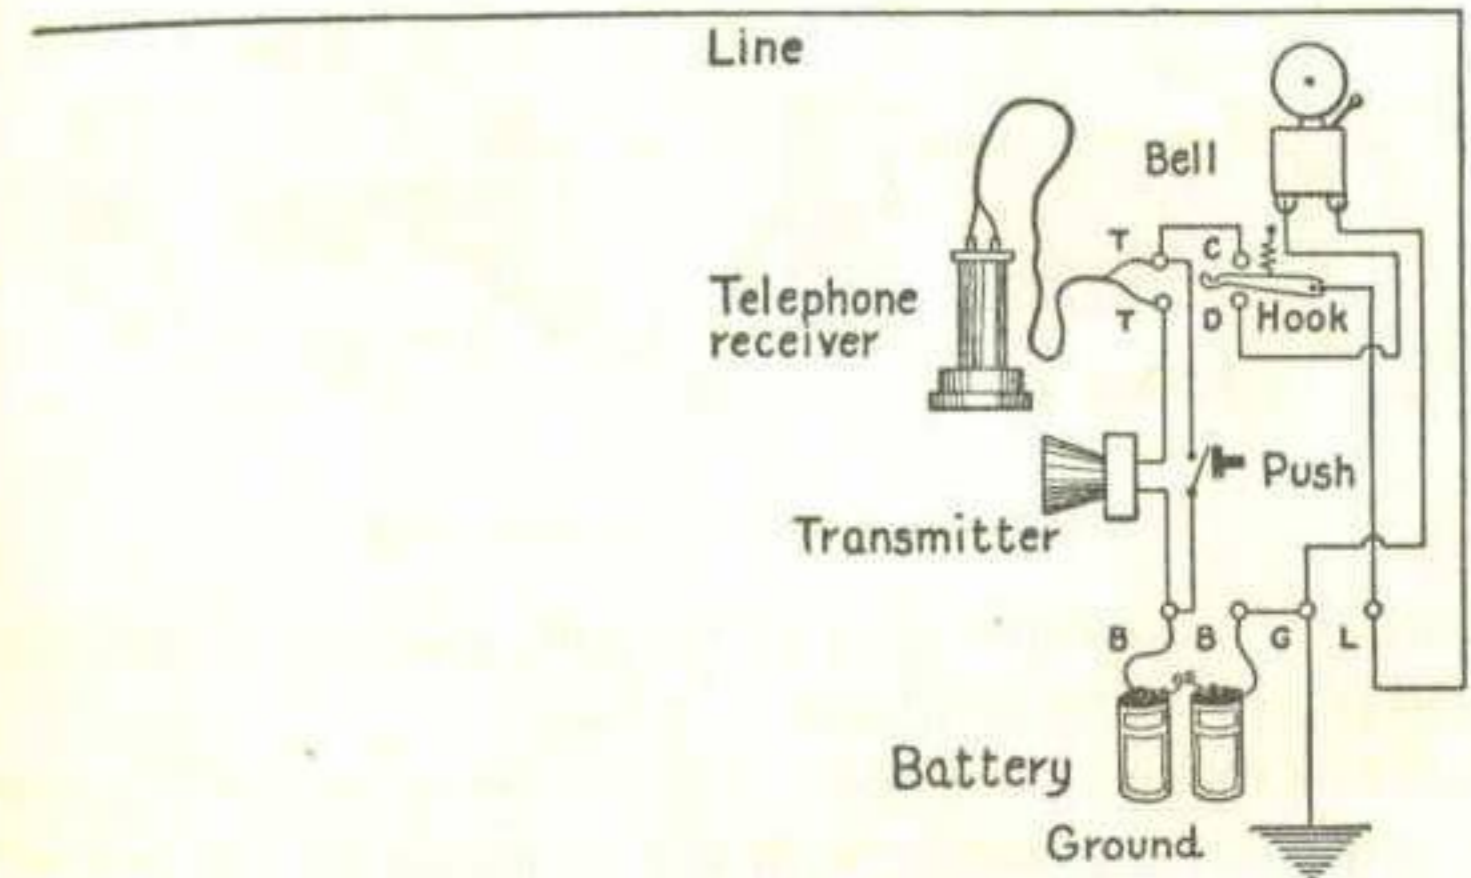 Line
Bell
T
C
Telephone
receiver
T
D
Hook
Push
Transmitter
B
B
G
L
Battery
Ground